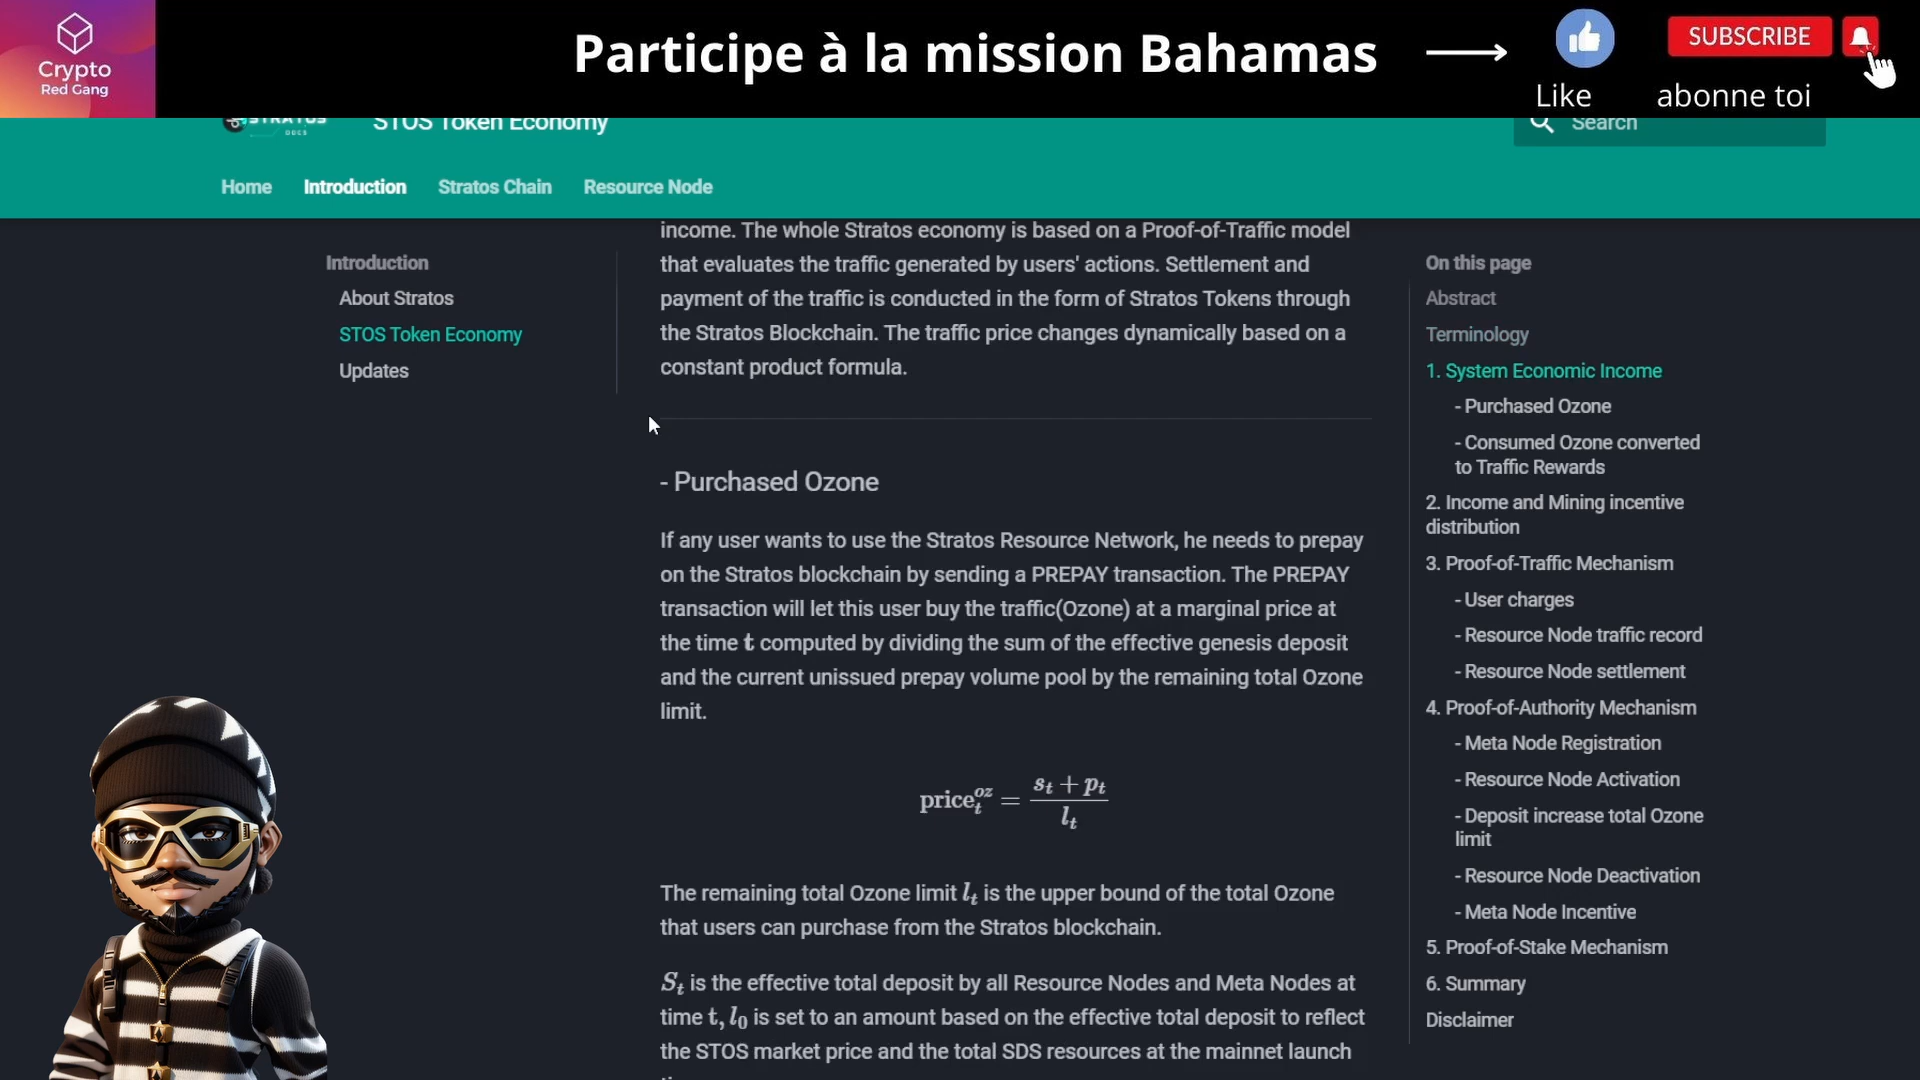 Crypto
Red Gang
Participe à la mission Bahamas
SUBSCRIBE
Like
abonne toi
STRATOS
DOCS
STOS Token Economy
Search
Home
Introduction
Stratos Chain
Resource Node
Introduction
About Stratos
STOS Token Economy
Updates
income. The whole Stratos economy is based on a Proof-of-Traffic model
that evaluates the traffic generated by users' actions. Settlement and
payment of the traffic is conducted in the form of Stratos Tokens through
the Stratos Blockchain. The traffic price changes dynamically based on a
constant product formula.
- Purchased Ozone
If any user wants to use the Stratos Resource Network, he needs to prepay
on the Stratos blockchain by sending a PREPAY transaction. The PREPAY
transaction will let this user buy the traffic(Ozone) at a marginal price at
the time t computed by dividing the sum of the effective genesis deposit
and the current unissued prepay volume pool by the remaining total Ozone
limit.
price_t^oz = (s_t + p_t) / l_t
The remaining total Ozone limit l_t is the upper bound of the total Ozone
that users can purchase from the Stratos blockchain.
S_t is the effective total deposit by all Resource Nodes and Meta Nodes at
time t, l_0 is set to an amount based on the effective total deposit to reflect
the STOS market price and the total SDS resources at the mainnet launch
On this page
Abstract
Terminology
1. System Economic Income
- Purchased Ozone
- Consumed Ozone converted
to Traffic Rewards
2. Income and Mining incentive
distribution
3. Proof-of-Traffic Mechanism
- User charges
- Resource Node traffic record
- Resource Node settlement
4. Proof-of-Authority Mechanism
- Meta Node Registration
- Resource Node Activation
- Deposit increase total Ozone
limit
- Resource Node Deactivation
- Meta Node Incentive
5. Proof-of-Stake Mechanism
6. Summary
Disclaimer